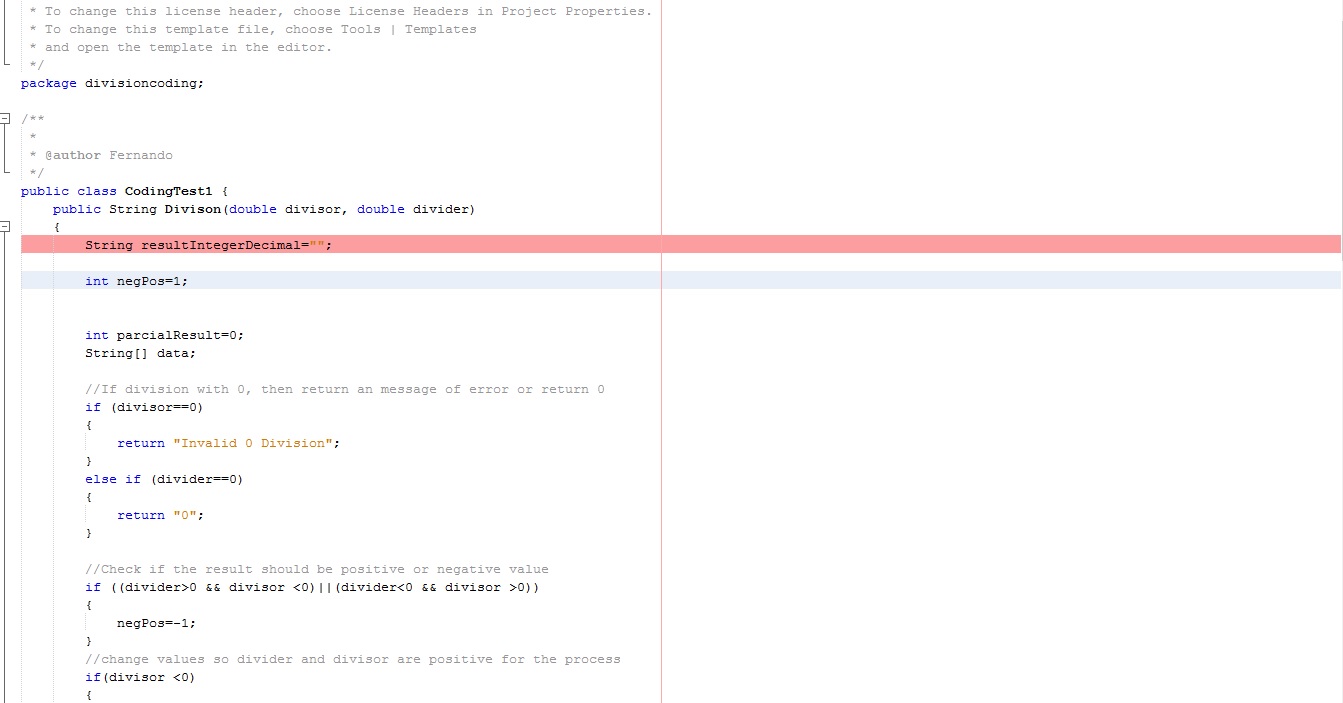 * To change this license header, choose License Headers in Project Properties.
* To change this template file, choose Tools | Templates
* and open the template in the editor.
*/
package divisioncoding;
/**
*
* @author Fernando
*/
public class CodingTest1 {
public String Divison(double divisor, double divider)
{
String resultIntegerDecimal="";
int negPos=1;
int parcialResult=0;
String[] data;
//If division with 0, then return an message of error or return 0
if (divisor==0)
{
return "Invalid 0 Division";
}
else if (divider==0)
{
return "0";
}
//Check if the result should be positive or negative value
if ((divider>0 && divisor <0)||(divider<0 && divisor >0))
{
negPos=-1;
}
//change values so divider and divisor are positive for the process
if(divisor <0)
{